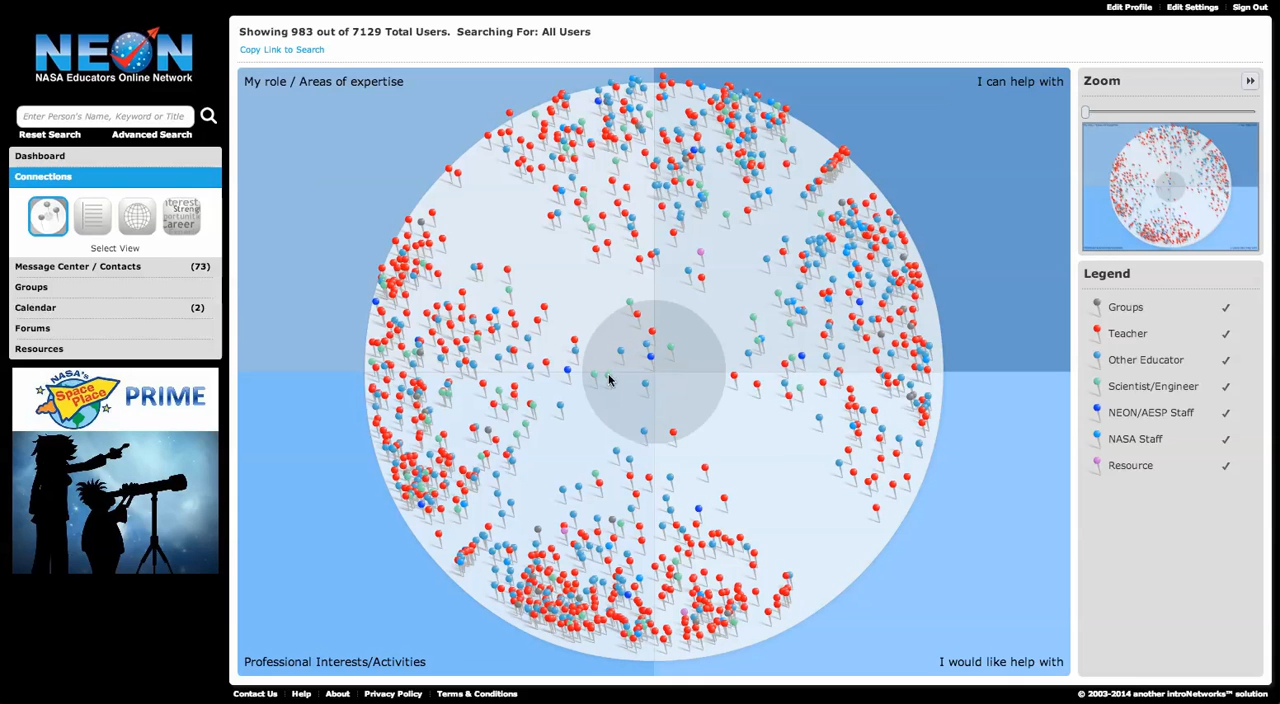 Edit Profile Edit Settings Sign Out
NEON
NASA Educators Online Network
Enter Person's Name, Keyword or Title
Reset Search Advanced Search
Dashboard
Connections
Interest
Streng
Career
Select View
Message Center / Contacts (73)
Groups
Calendar (2)
Forums
Resources
NASA's
Space
Place
PRIME
Showing 983 out of 7129 Total Users. Searching For: All Users
Copy Link to Search
My role / Areas of expertise
I can help with
Professional Interests/Activities
I would like help with
Zoom
Legend
Groups
Teacher
Other Educator
Scientist/Engineer
NEON/AESP Staff
NASA Staff
Resource
Contact Us Help About Privacy Policy Terms & Conditions
© 2003-2014 another introNetworks™ solution